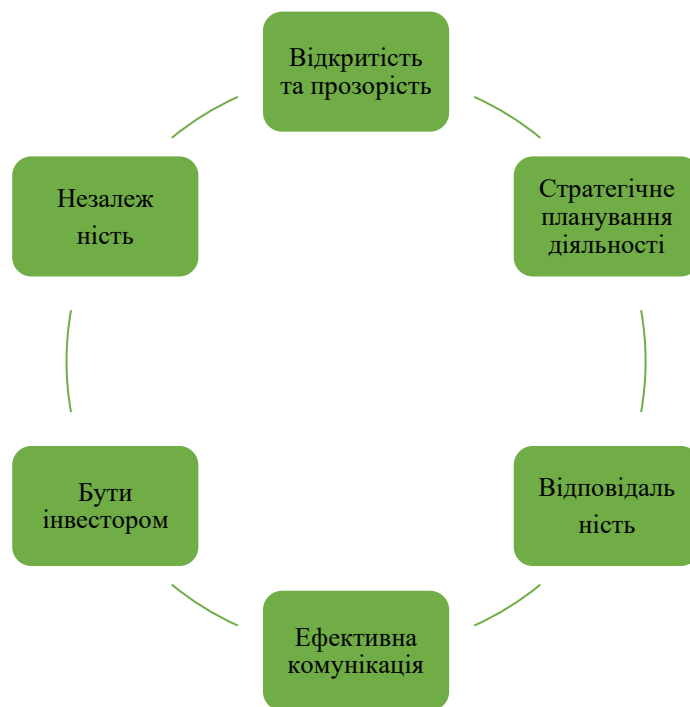 Відкритість
та прозорість
Стратегічне
планування
діяльності
Відповідаль
ність
Ефективна
комунікація
Бути
інвестором
Незалеж
ність